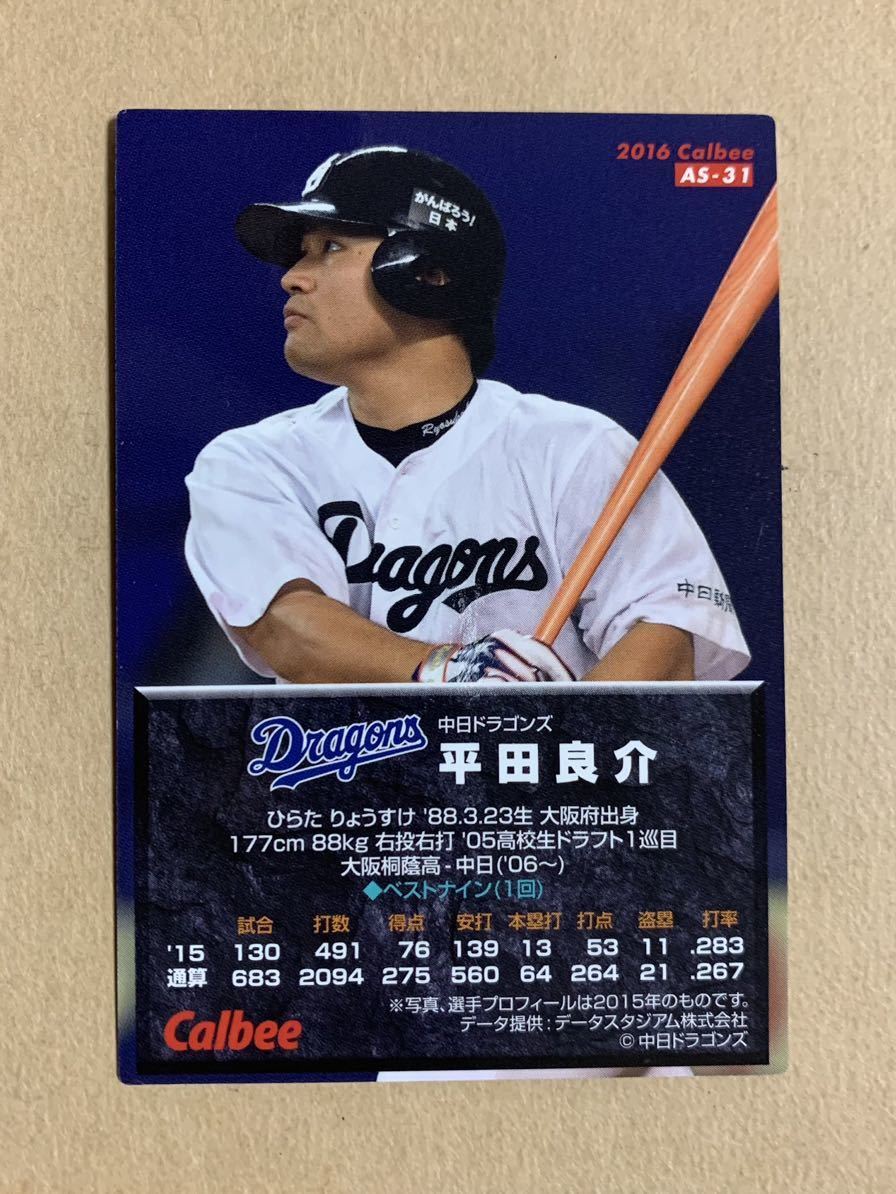 2016 Calbee
AS-31
がんばろう!
日本
Dragons
Dragons
中日ドラゴンズ
平田良介
ひらた りょうすけ '88.3.23生 大阪府出身
177cm 88kg 右投右打 '05高校生ドラフト1巡目
大阪桐蔭高-中日('06〜)
◆ベストナイン(1回)
試合 打数 得点 安打 本塁打 打点 盗塁 打率
'15 130 491 76 139 13 53 11 .283
通算 683 2094 275 560 64 264 21 .267
※写真、選手プロフィールは2015年のものです。
データ提供:データスタジアム株式会社
Calbee
© 中日ドラゴンズ